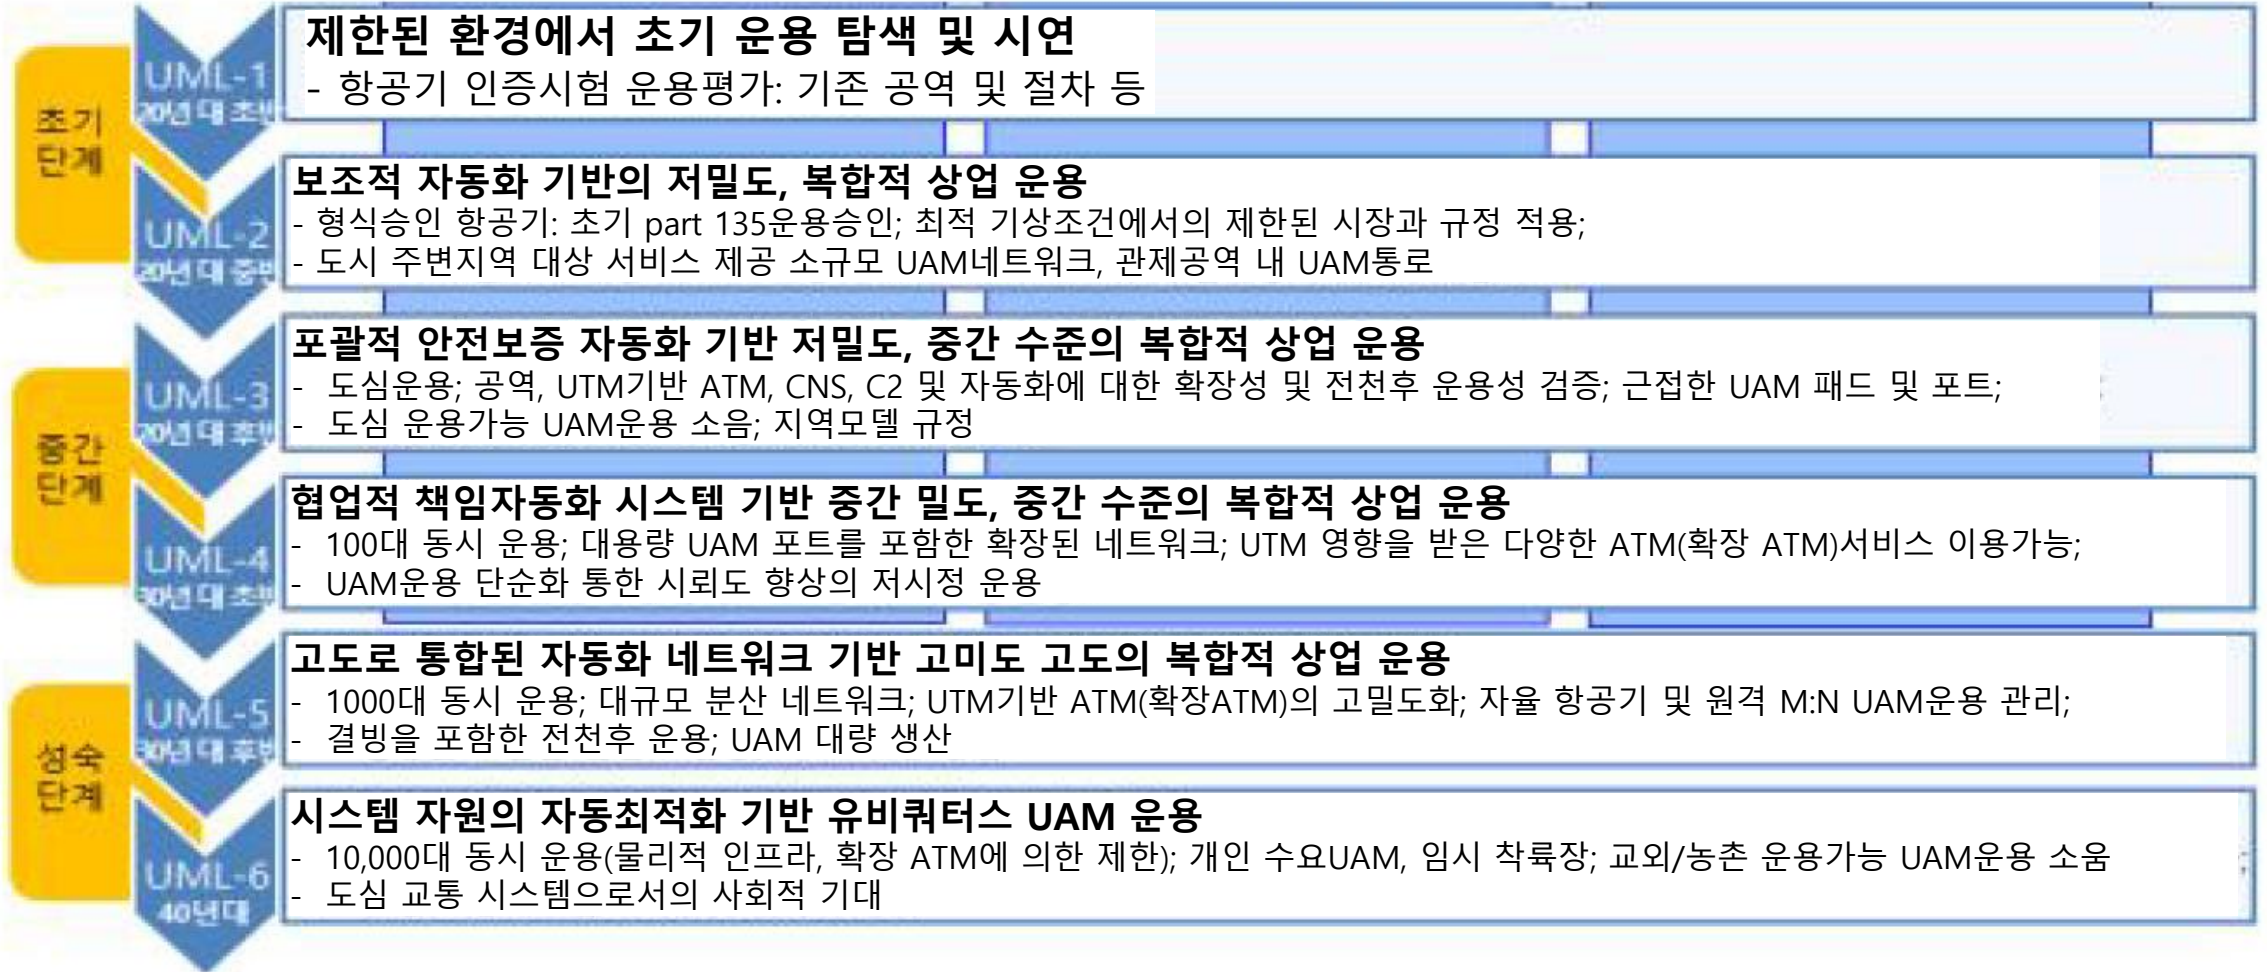 초기
단계
UML-1
20년대 초반
제한된 환경에서 초기 운용 탐색 및 시연
- 항공기 인증시험 운용평가: 기존 공역 및 절차 등
UML-2
20년대 중반
보조적 자동화 기반의 저밀도, 복합적 상업 운용
- 형식승인 항공기: 초기 part 135운용승인; 최적 기상조건에서의 제한된 시장과 규정 적용;
- 도시 주변지역 대상 서비스 제공 소규모 UAM네트워크, 관제공역 내 UAM통로
중간
단계
UML-3
20년대 후반
포괄적 안전보증 자동화 기반 저밀도, 중간 수준의 복합적 상업 운용
- 도심운용; 공역, UTM기반 ATM, CNS, C2 및 자동화에 대한 확장성 및 전천후 운용성 검증; 근접한 UAM 패드 및 포트;
- 도심 운용가능 UAM운용 소음; 지역모델 규정
UML-4
30년대 초반
협업적 책임자동화 시스템 기반 중간 밀도, 중간 수준의 복합적 상업 운용
- 100대 동시 운용; 대용량 UAM 포트를 포함한 확장된 네트워크; UTM 영향을 받은 다양한 ATM(확장 ATM)서비스 이용가능;
- UAM운용 단순화 통한 시뢰도 향상의 저시정 운용
성숙
단계
UML-5
30년대 후반
고도로 통합된 자동화 네트워크 기반 고미도 고도의 복합적 상업 운용
- 1000대 동시 운용; 대규모 분산 네트워크; UTM기반 ATM(확장ATM)의 고밀도화; 자율 항공기 및 원격 M:N UAM운용 관리;
- 결빙을 포함한 전천후 운용; UAM 대량 생산
UML-6
40년대
시스템 자원의 자동최적화 기반 유비쿼터스 UAM 운용
- 10,000대 동시 운용(물리적 인프라, 확장 ATM에 의한 제한); 개인 수요UAM, 임시 착륙장; 교외/농촌 운용가능 UAM운용 소움
- 도심 교통 시스템으로서의 사회적 기대